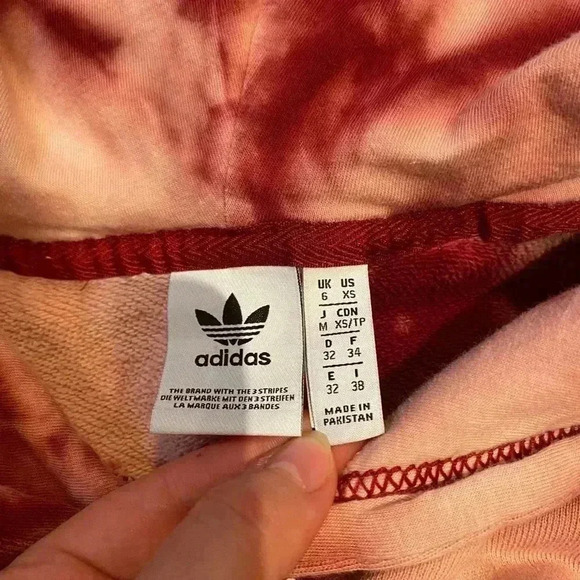 adidas
THE BRAND WITH THE 3 STRIPES
DIE WELTMARKE MIT DEN 3 STREIFEN
LA MARQUE AUX 3 BANDES
UK US
6 XS
J CDN
M XS/TP
D F
32 34
E I
32 38
MADE IN
PAKISTAN